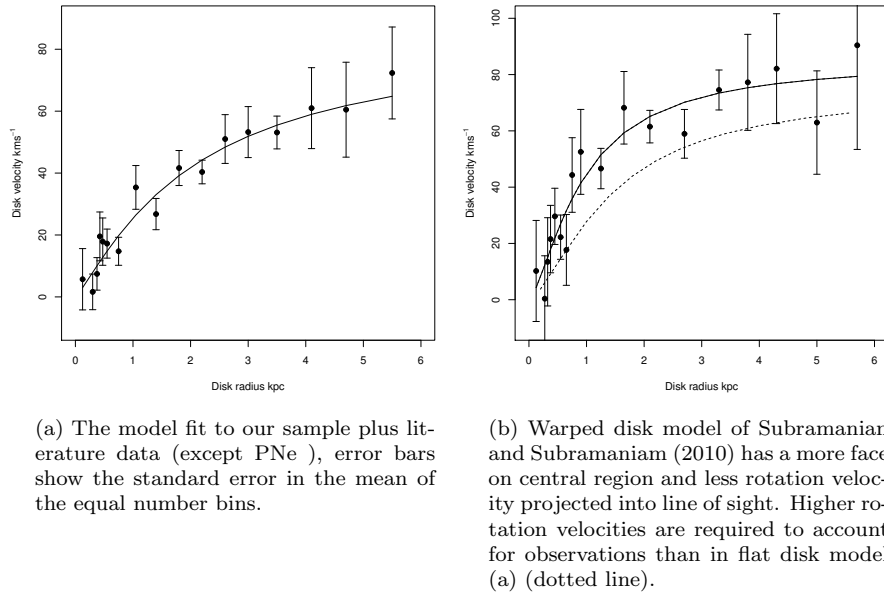 80
60
40
20
0
Disk velocity kms⁻¹
0 1 2 3 4 5 6
Disk radius kpc
100
80
60
40
20
0
Disk velocity kms⁻¹
0 1 2 3 4 5 6
Disk radius kpc
(a) The model fit to our sample plus lit-
erature data (except PNe ), error bars
show the standard error in the mean of
the equal number bins.
(b) Warped disk model of Subramanian
and Subramaniam (2010) has a more face
on central region and less rotation veloc-
ity projected into line of sight. Higher ro-
tation velocities are required to account
for observations than in flat disk model
(a) (dotted line).